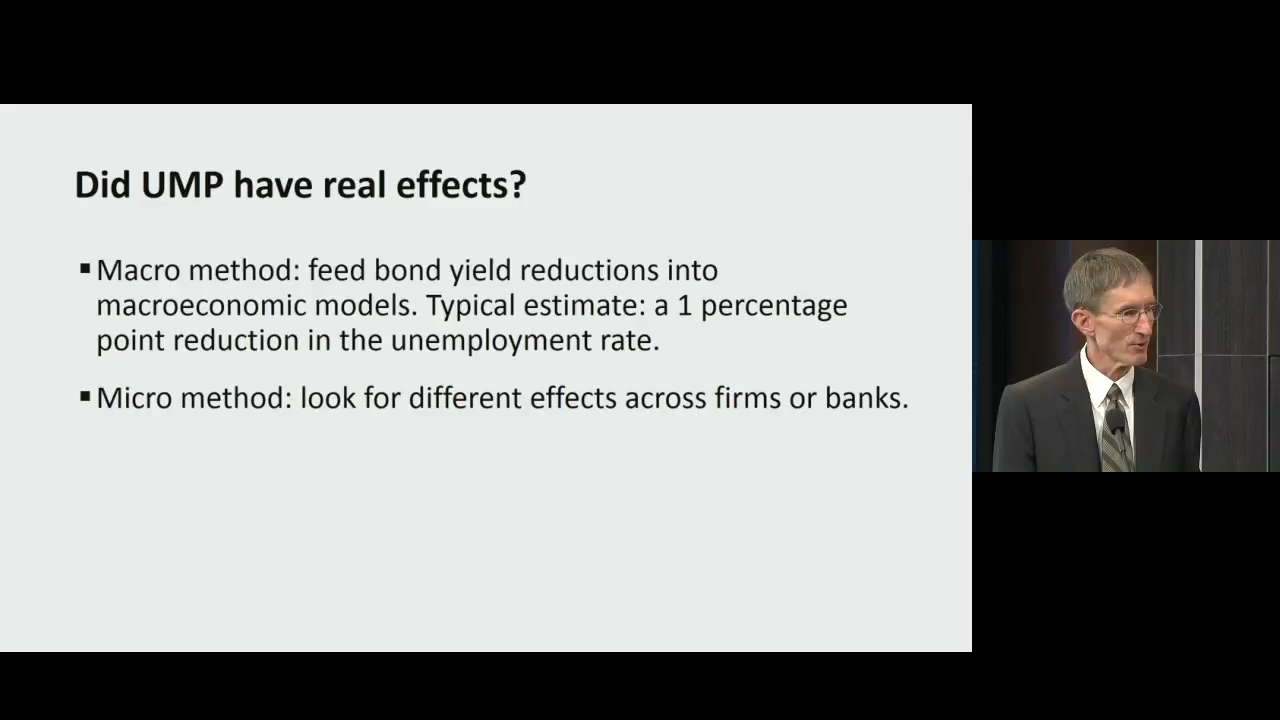 Did UMP have real effects?
▪ Macro method: feed bond yield reductions into
macroeconomic models. Typical estimate: a 1 percentage
point reduction in the unemployment rate.
▪ Micro method: look for different effects across firms or banks.